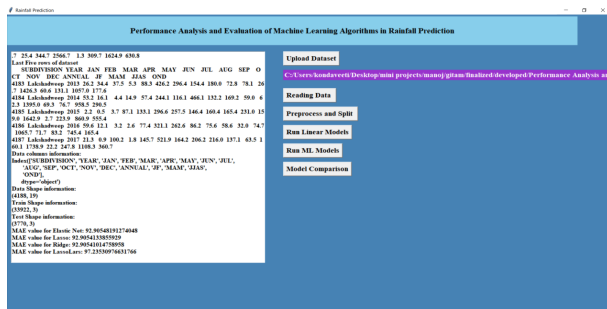 Rainfall Prediction
Performance Analysis and Evaluation of Machine Learning Algorithms in Rainfall Prediction
.7 25.4 344.7 2566.7 1.3 309.7 1624.9 630.8
Last Five rows of dataset
SUBDIVISION YEAR JAN FEB MAR APR MAY JUN JUL AUG SEP O
CT NOV DEC ANNUAL JF MAM JJAS OND
4183 Lakshadweep 2013 26.2 34.4 37.5 5.3 88.3 426.2 296.4 154.4 180.0 72.8 78.1 26
.7 1426.3 60.6 131.1 1057.0 177.6
4184 Lakshadweep 2014 53.2 16.1 4.4 14.9 57.4 244.1 116.1 466.1 132.2 169.2 59.0 6
2.3 1395.0 69.3 76.7 958.5 290.5
4185 Lakshadweep 2015 2.2 0.5 3.7 87.1 133.1 296.6 257.5 146.4 160.4 165.4 231.0 15
9.0 1642.9 2.7 223.9 860.9 555.4
4186 Lakshadweep 2016 59.6 12.1 3.2 2.6 77.4 321.1 262.6 86.2 75.6 58.6 32.0 74.7
1065.7 71.7 83.2 745.4 165.4
4187 Lakshadweep 2017 21.3 0.9 100.2 1.8 145.7 521.9 164.2 206.2 216.0 137.1 63.5 1
60.1 1738.9 22.2 247.8 1108.3 360.7
Data columns information:
Index(['SUBDIVISION', 'YEAR', 'JAN', 'FEB', 'MAR', 'APR', 'MAY', 'JUN', 'JUL',
'AUG', 'SEP', 'OCT', 'NOV', 'DEC', 'ANNUAL', 'JF', 'MAM', 'JJAS',
'OND'],
dtype='object')
Data Shape information:
(4188, 19)
Train Shape information:
(33922, 3)
Test Shape information:
(3770, 3)
MAE value for Elastic Net: 92.90548191274048
MAE value for Lasso: 92.9054133855929
MAE value for Ridge: 92.90541014758958
MAE value for LassoLars: 97.23530976631766
Upload Dataset
C:/Users/kondaveeti/Desktop/mini projects/manoj/gitam/finalized/developed/Performance Analysis an
Reading Data
Preprocess and Split
Run Linear Models
Run ML Models
Model Comparison